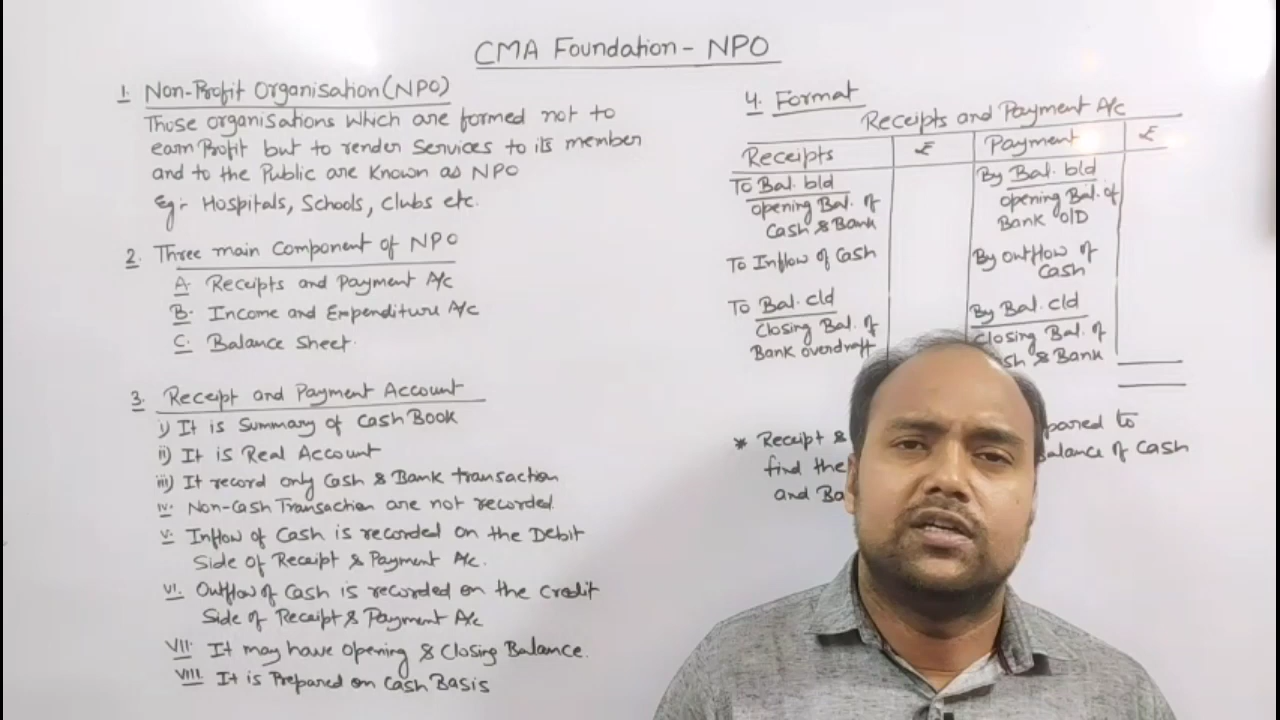 CMA Foundation - NPO
1. Non-Profit Organisation (NPO)
Those organisations which are formed not to
earn Profit but to render Services to its member
and to the Public are known as NPO
Eg:- Hospitals, Schools, Clubs etc.
2. Three main Component of NPO
A. Receipts and Payment A/c
B. Income and Expenditure A/c
C. Balance Sheet
3. Receipt and Payment Account
i) It is Summary of Cash Book
ii) It is Real Account
iii) It record only Cash & Bank transaction
iv. Non-Cash Transaction are not recorded
v. Inflow of Cash is recorded on the Debit
Side of Receipt & Payment A/c.
vi. Outflow of Cash is recorded on the Credit
Side of Receipt & Payment A/c
VII. It may have Opening & Closing Balance.
VIII. It is Prepared on Cash Basis
4. Format
Receipts and Payment A/c
Receipts ₹ Payment ₹
To Bal. b/d
opening Bal. of
Cash & Bank
To Inflow of Cash
To Bal. c/d
Closing Bal. of
Bank overdraft
By Bal. b/d
opening Bal. of
Bank O/D
By outflow of
Cash
By Bal. c/d
Closing Bal. of
& Bank
* Receipt &
find the alance of Cash
and